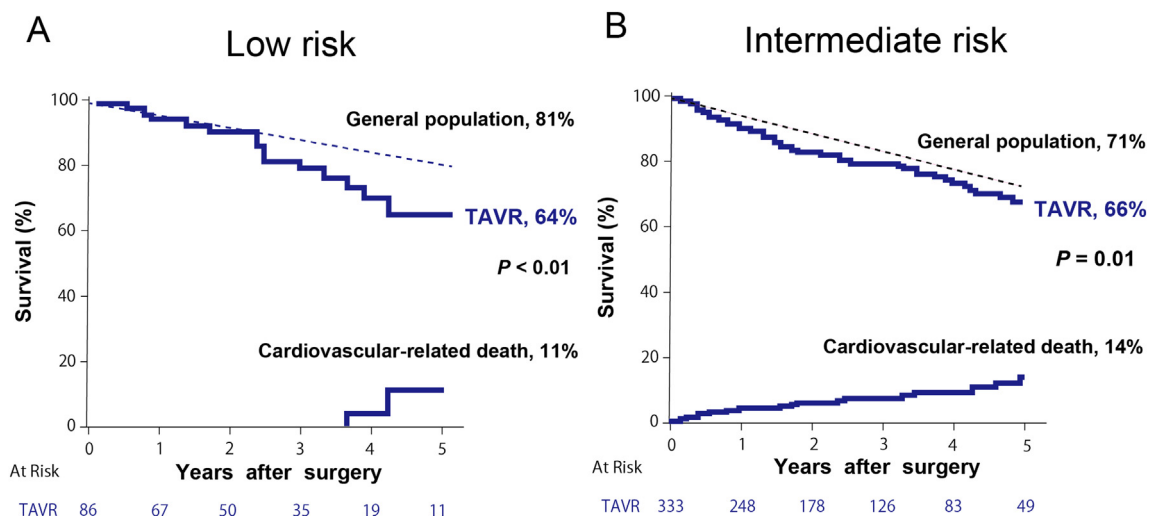 A
Low risk
100
80
60
40
20
0
Survival (%)
General population, 81%
TAVR, 64%
P < 0.01
Cardiovascular-related death, 11%
0 1 2 3 4 5
At Risk
Years after surgery
TAVR 86 67 50 35 19 11
B
Intermediate risk
100
80
60
40
20
0
Survival (%)
General population, 71%
TAVR, 66%
P = 0.01
Cardiovascular-related death, 14%
0 1 2 3 4 5
At Risk
Years after surgery
TAVR 333 248 178 126 83 49